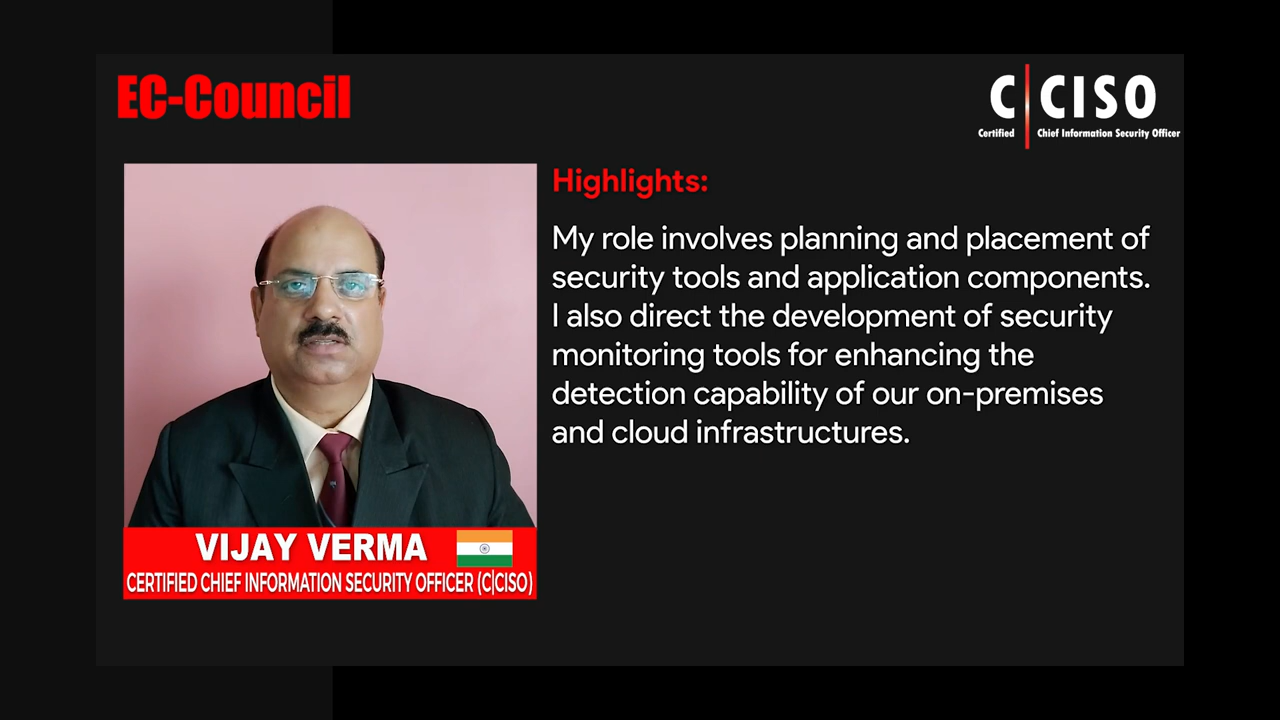 EC-Council
C|CISO
Certified Chief Information Security Officer
Highlights:
My role involves planning and placement of
security tools and application components.
I also direct the development of security
monitoring tools for enhancing the
detection capability of our on-premises
and cloud infrastructures.
VIJAY VERMA
CERTIFIED CHIEF INFORMATION SECURITY OFFICER (C|CISO)